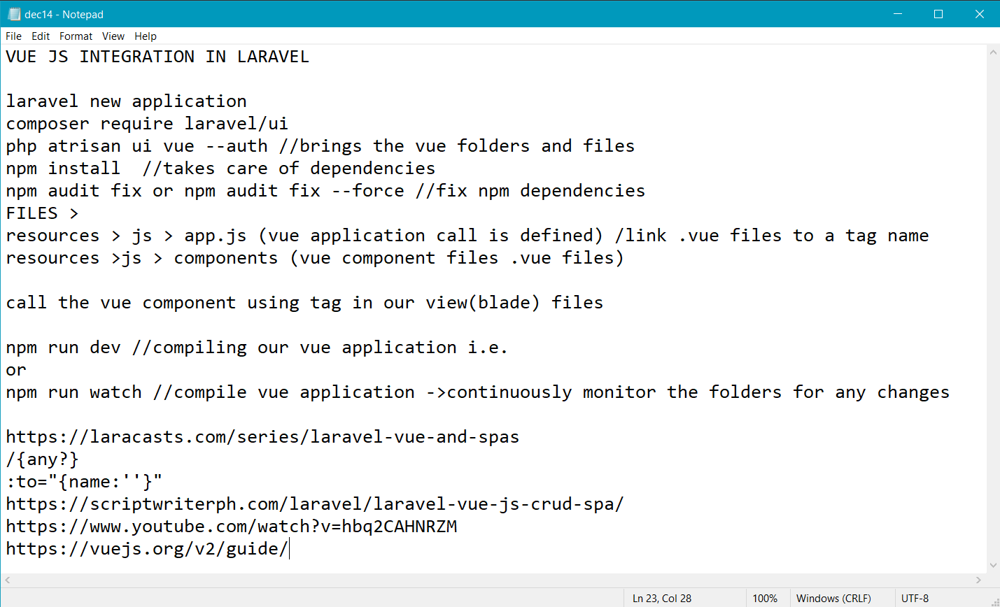 dec14 - Notepad
File Edit Format View Help
VUE JS INTEGRATION IN LARAVEL
laravel new application
composer require laravel/ui
php atrisan ui vue --auth //brings the vue folders and files
npm install  //takes care of dependencies
npm audit fix or npm audit fix --force //fix npm dependencies
FILES >
resources > js > app.js (vue application call is defined) /link .vue files to a tag name
resources >js > components (vue component files .vue files)
call the vue component using tag in our view(blade) files
npm run dev //compiling our vue application i.e.
or
npm run watch //compile vue application ->continuously monitor the folders for any changes
https://laracasts.com/series/laravel-vue-and-spas
/{any?}
:to="{name:''}"
https://scriptwriterph.com/laravel/laravel-vue-js-crud-spa/
https://www.youtube.com/watch?v=hbq2CAHNRZM
https://vuejs.org/v2/guide/
Ln 23, Col 28 100% Windows (CRLF) UTF-8